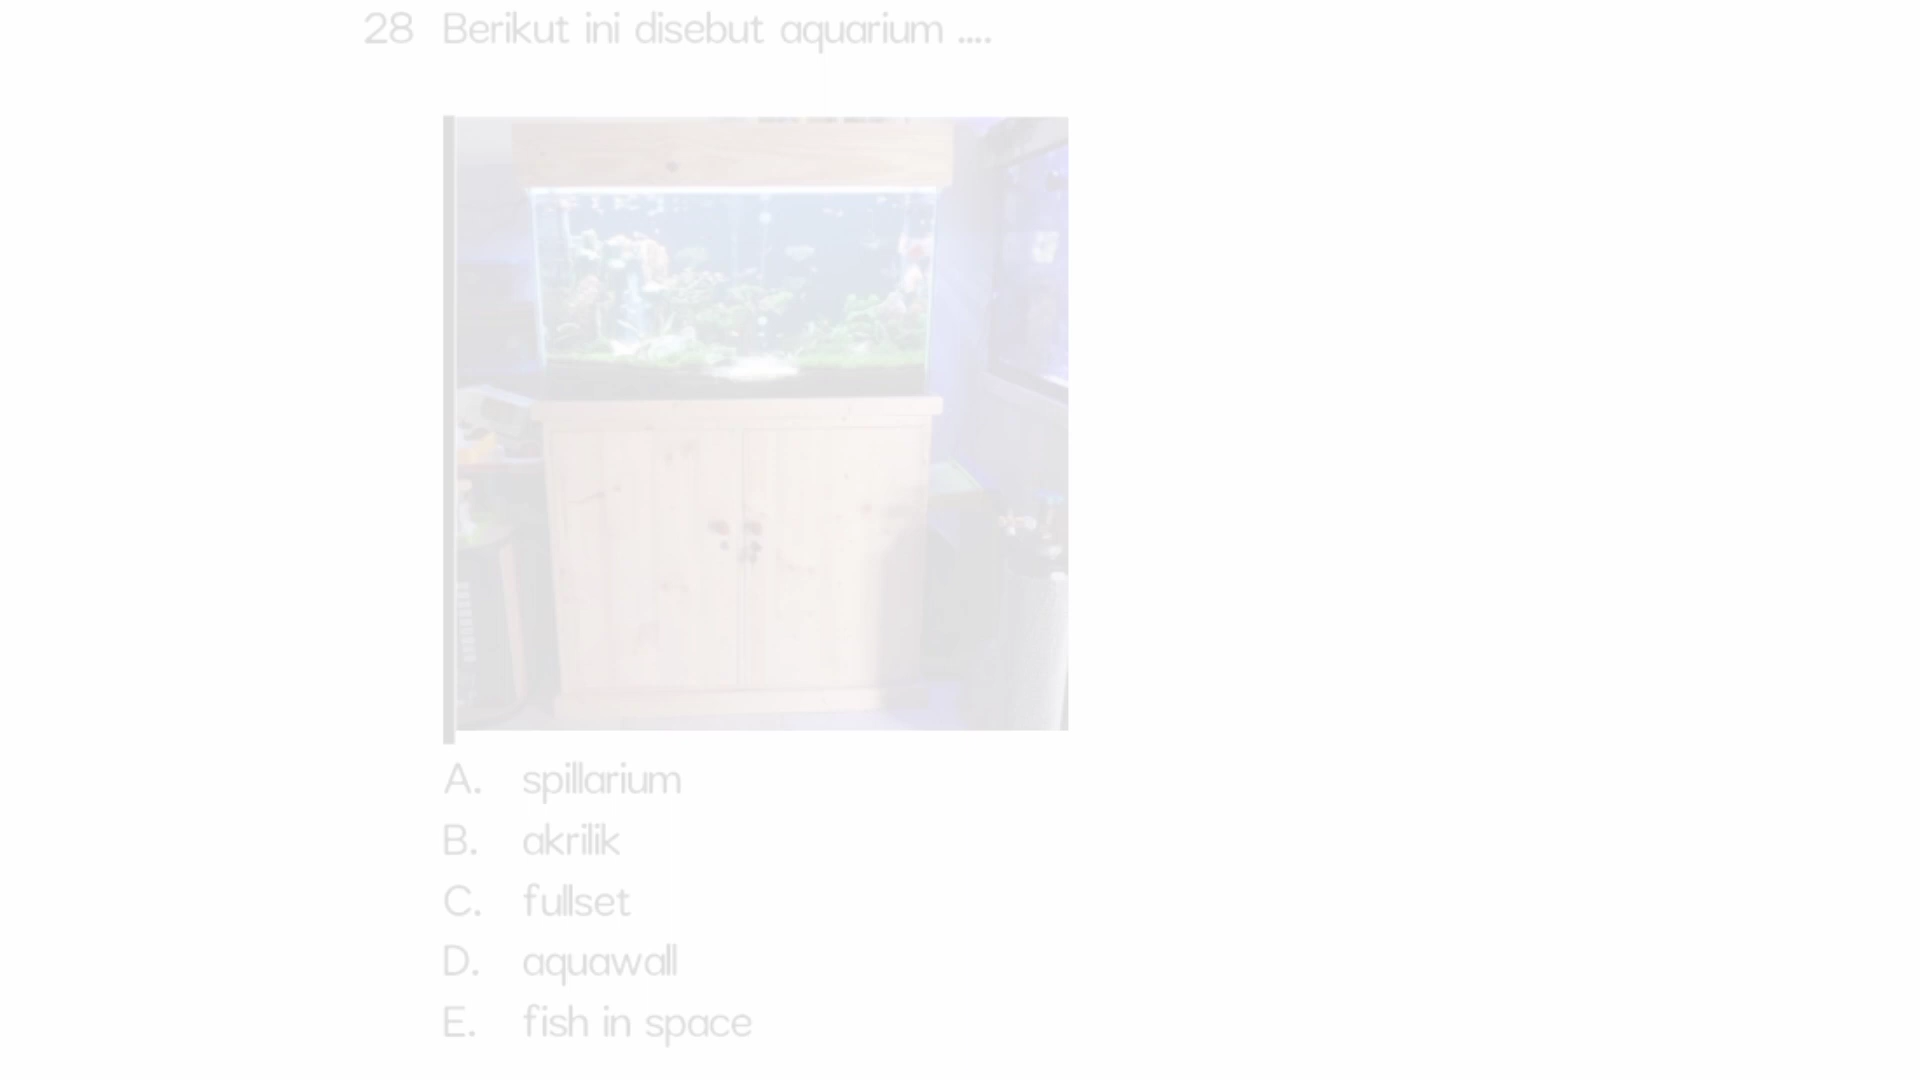 28 Berikut ini disebut aquarium ....
A. spillarium
B. akrilik
C. fullset
D. aquawall
E. fish in space